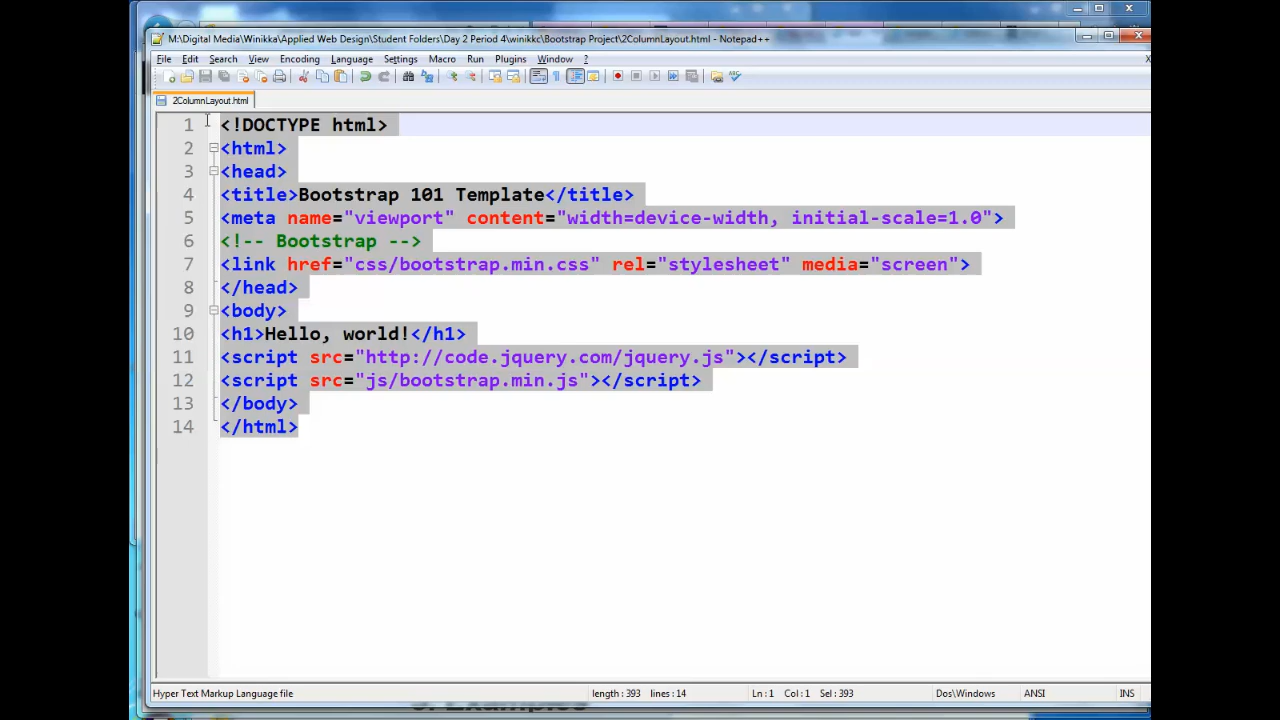 M:\Digital Media\Winikka\Applied Web Design\Student Folders\Day 2 Period 4\winikkc\Bootstrap Project\2ColumnLayout.html - Notepad++
File Edit Search View Encoding Language Settings Macro Run Plugins Window ? X
2ColumnLayout.html
1 <!DOCTYPE html>
2 <html>
3 <head>
4 <title>Bootstrap 101 Template</title>
5 <meta name="viewport" content="width=device-width, initial-scale=1.0">
6 <!-- Bootstrap -->
7 <link href="css/bootstrap.min.css" rel="stylesheet" media="screen">
8 </head>
9 <body>
10 <h1>Hello, world!</h1>
11 <script src="http://code.jquery.com/jquery.js"></script>
12 <script src="js/bootstrap.min.js"></script>
13 </body>
14 </html>
Hyper Text Markup Language file length : 393 lines : 14 Ln : 1 Col : 1 Sel : 393 Dos\Windows ANSI INS